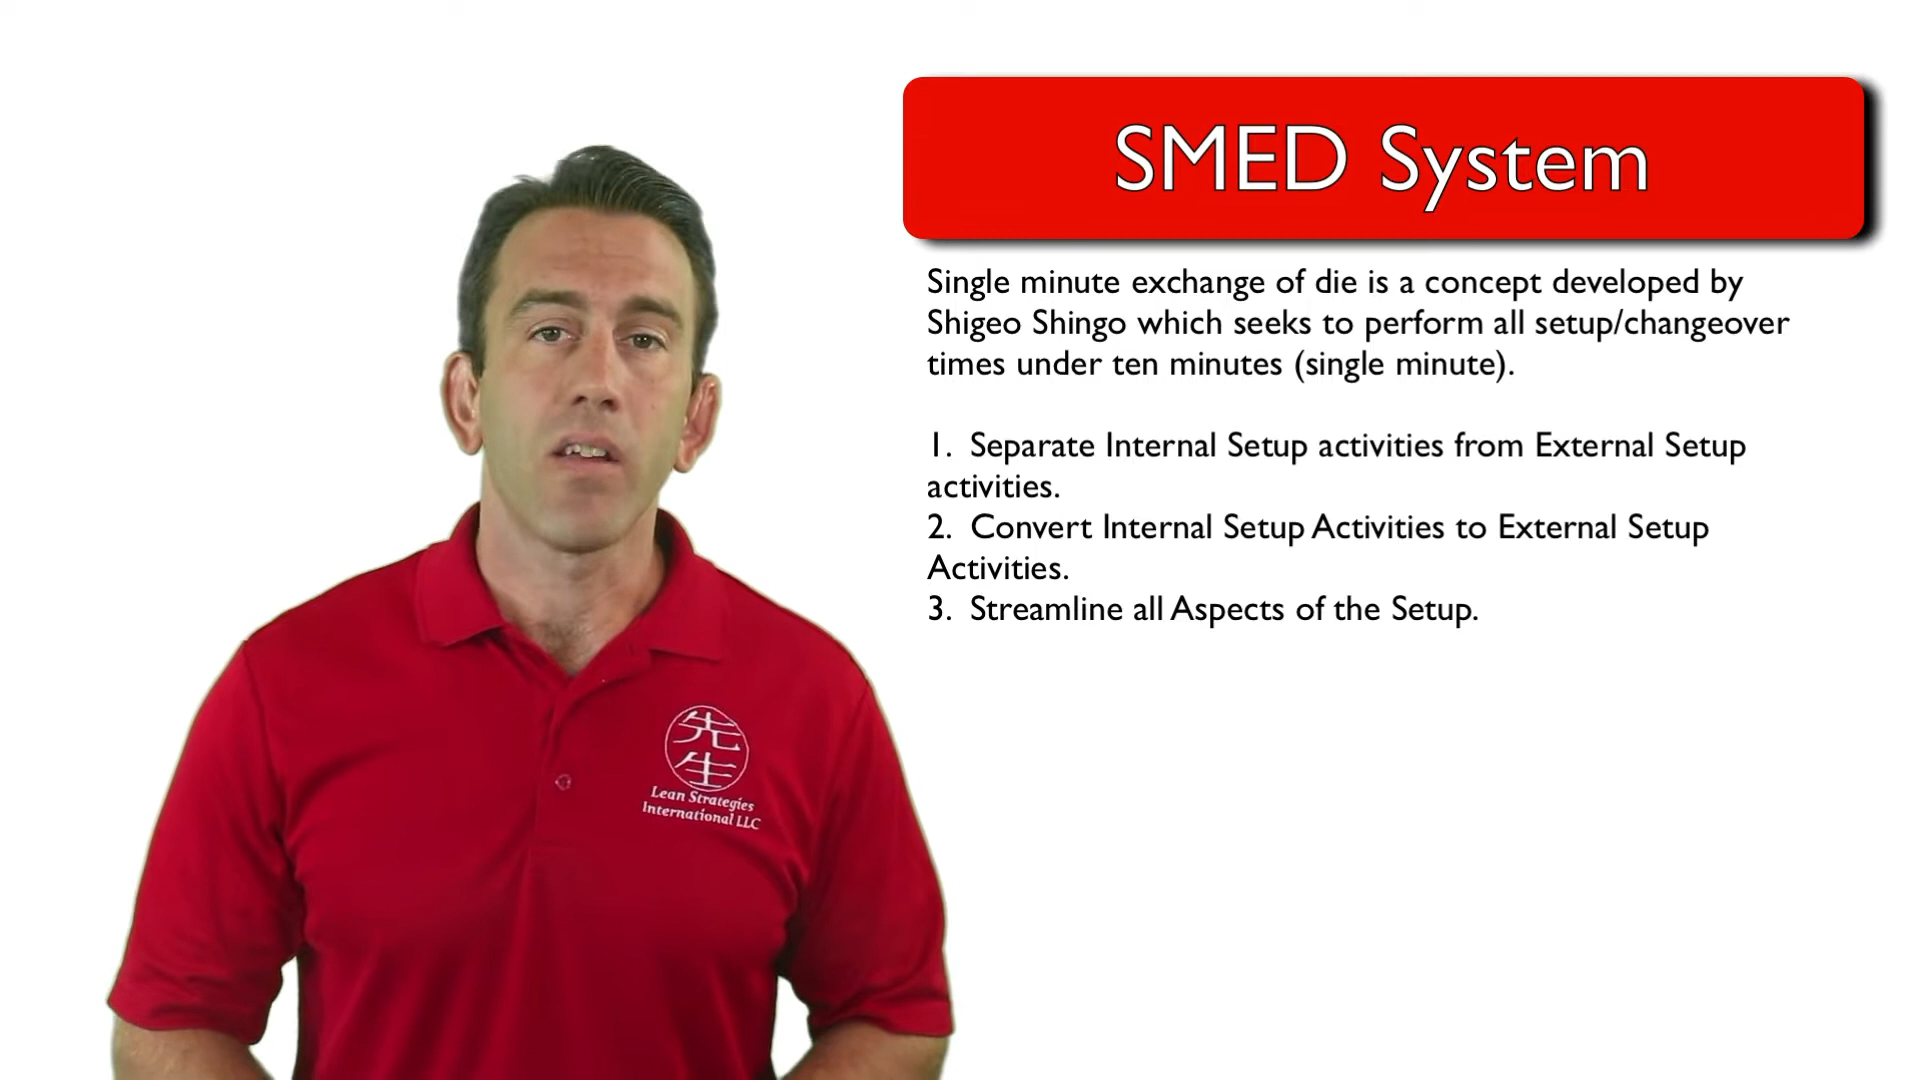 SMED System
Single minute exchange of die is a concept developed by
Shigeo Shingo which seeks to perform all setup/changeover
times under ten minutes (single minute).
1. Separate Internal Setup activities from External Setup
activities.
2. Convert Internal Setup Activities to External Setup
Activities.
3. Streamline all Aspects of the Setup.
先
生
Lean Strategies
International LLC